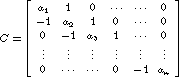 C = [ α₁ 1 0 ⋯ ⋯ 0
−1 α₂ 1 0 ⋯ 0
0 −1 α₃ 1 ⋯ 0
⋮ ⋮ ⋮ ⋮ ⋮ ⋮
0 ⋯ ⋯ 0 −1 αₙ ]